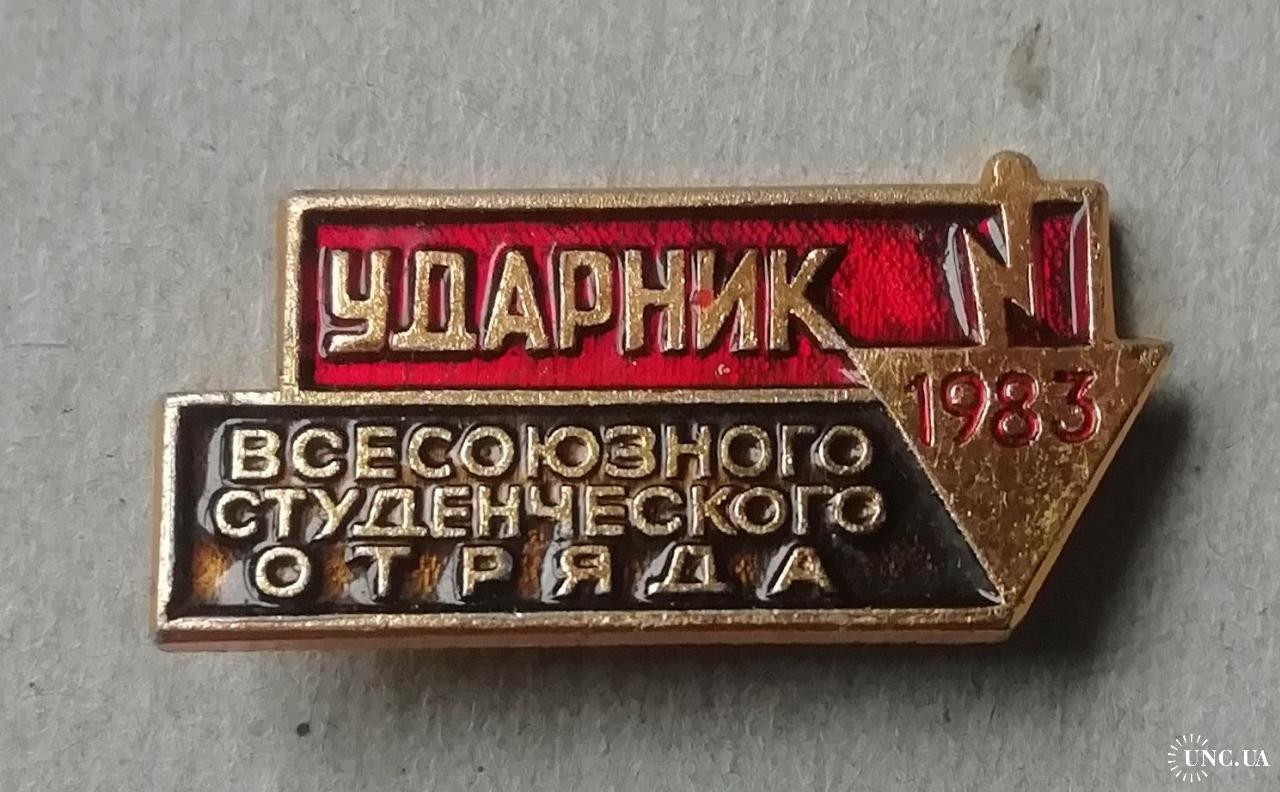 УДАРНИК
1983
ВСЕСОЮЗНОГО
СТУДЕНЧЕСКОГО
ОТРЯДА
UNC.UA